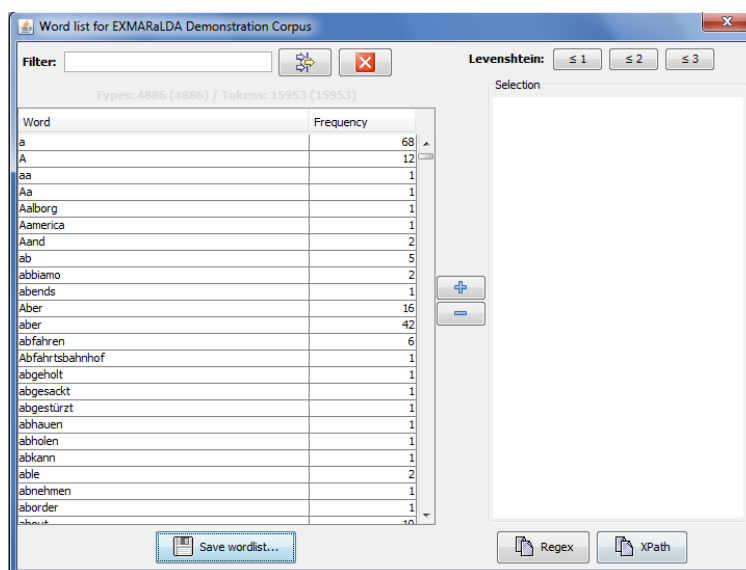 Word list for EXMARaLDA Demonstration Corpus
x
Filter:
Levenshtein: ≤ 1 ≤ 2 ≤ 3
Types: 4886 (4886) / Tokens: 15953 (15953)
Selection
Word Frequency
a 68
A 12
aa 1
Aa 1
Aalborg 1
Aamerica 1
Aand 2
ab 5
abbiamo 2
abends 1
Aber 16
aber 42
abfahren 6
Abfahrtsbahnhof 1
abgeholt 1
abgesackt 1
abgestürzt 1
abhauen 1
abholen 1
abkann 1
able 2
abnehmen 1
aborder 1
about 10
Save wordlist...
Regex XPath